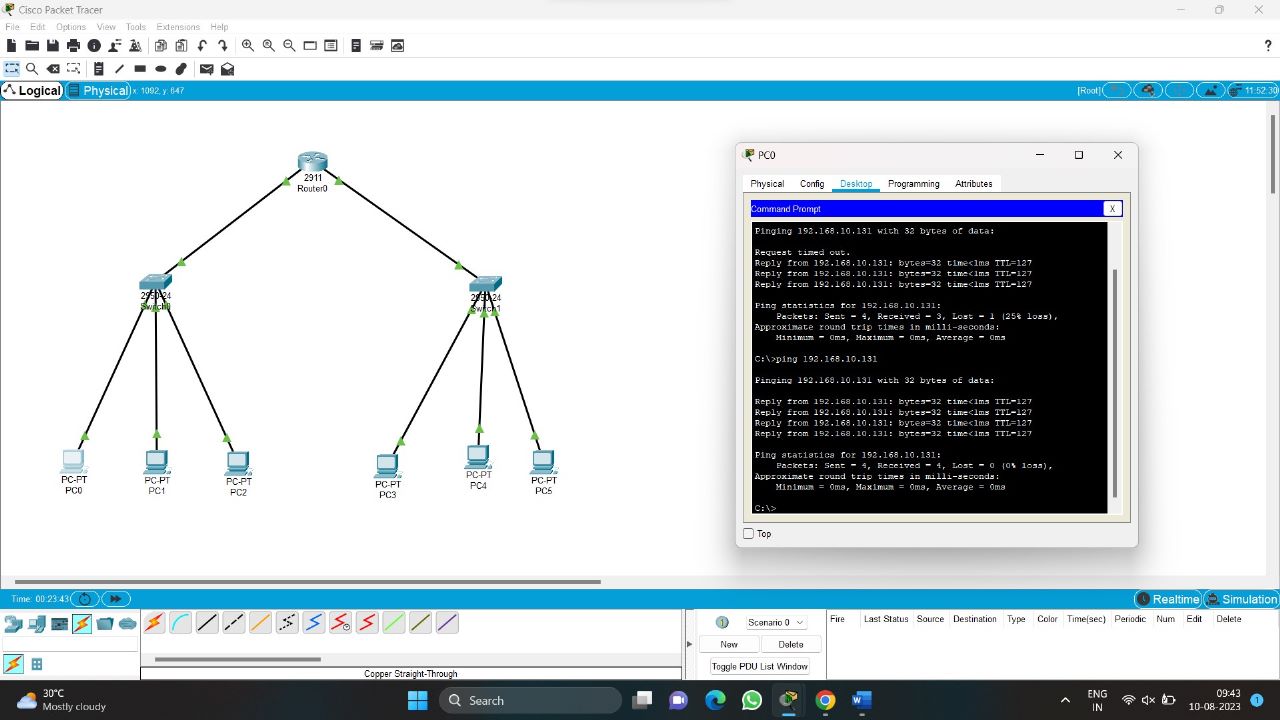 Cisco Packet Tracer
File Edit Options View Tools Extensions Help
?
Logical Physical x: 1092, y: 647 [Root] 11:52:30
2911
Router0
2950-24
Switch0
2950-24
Switch1
PC-PT
PC0
PC-PT
PC1
PC-PT
PC2
PC-PT
PC3
PC-PT
PC4
PC-PT
PC5
PC0
Physical Config Desktop Programming Attributes
Command Prompt X
Pinging 192.168.10.131 with 32 bytes of data:
Request timed out.
Reply from 192.168.10.131: bytes=32 time<1ms TTL=127
Reply from 192.168.10.131: bytes=32 time<1ms TTL=127
Reply from 192.168.10.131: bytes=32 time<1ms TTL=127
Ping statistics for 192.168.10.131:
Packets: Sent = 4, Received = 3, Lost = 1 (25% loss),
Approximate round trip times in milli-seconds:
Minimum = 0ms, Maximum = 0ms, Average = 0ms
C:\>ping 192.168.10.131
Pinging 192.168.10.131 with 32 bytes of data:
Reply from 192.168.10.131: bytes=32 time<1ms TTL=127
Reply from 192.168.10.131: bytes=32 time<1ms TTL=127
Reply from 192.168.10.131: bytes=32 time<1ms TTL=127
Reply from 192.168.10.131: bytes=32 time<1ms TTL=127
Ping statistics for 192.168.10.131:
Packets: Sent = 4, Received = 4, Lost = 0 (0% loss),
Approximate round trip times in milli-seconds:
Minimum = 0ms, Maximum = 0ms, Average = 0ms
C:\>
Top
Time: 00:23:43 Realtime Simulation
1 Scenario 0
New Delete
Toggle PDU List Window
Fire Last Status Source Destination Type Color Time(sec) Periodic Num Edit Delete
Copper Straight-Through
30°C
Mostly cloudy
Search
ENG
IN
09:43
10-08-2023
1